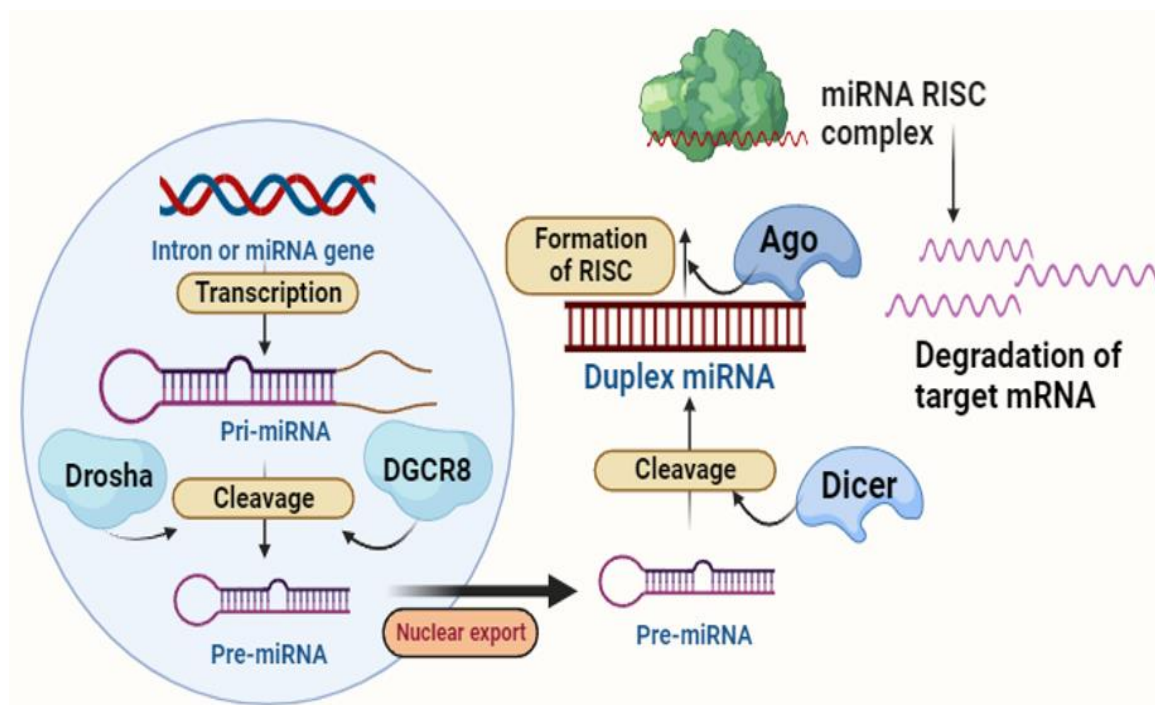 Intron or miRNA gene
Transcription
Pri-miRNA
Drosha
DGCR8
Cleavage
Pre-miRNA
Nuclear export
Pre-miRNA
Cleavage
Dicer
Duplex miRNA
Formation
of RISC
Ago
miRNA RISC
complex
Degradation of
target mRNA